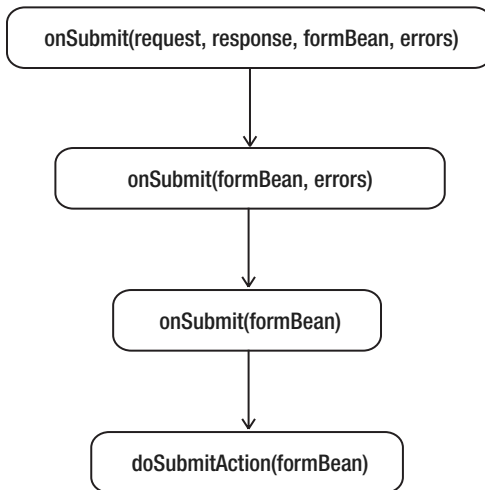 onSubmit(request, response, formBean, errors)
onSubmit(formBean, errors)
onSubmit(formBean)
doSubmitAction(formBean)